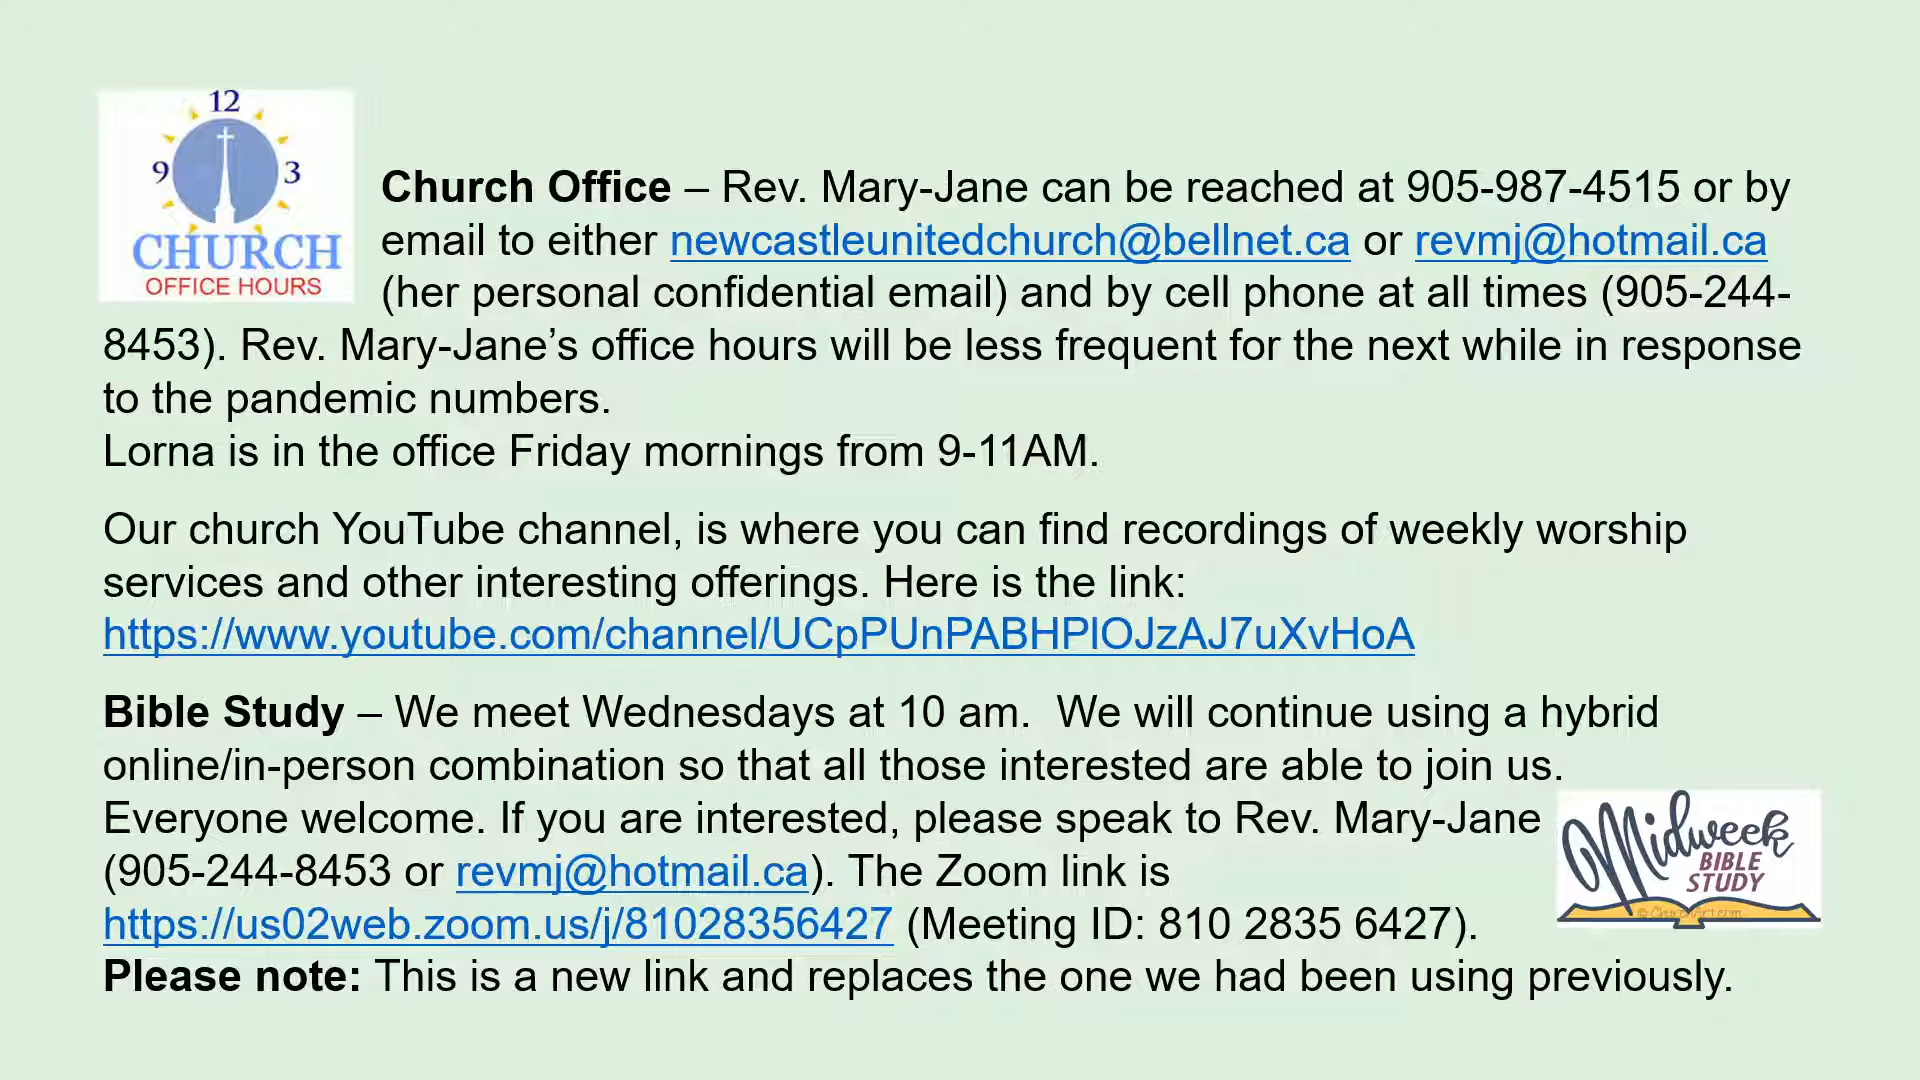 12
9 3
CHURCH
OFFICE HOURS
Church Office – Rev. Mary-Jane can be reached at 905-987-4515 or by
email to either newcastleunitedchurch@bellnet.ca or revmj@hotmail.ca
(her personal confidential email) and by cell phone at all times (905-244-
8453). Rev. Mary-Jane’s office hours will be less frequent for the next while in response
to the pandemic numbers.
Lorna is in the office Friday mornings from 9-11AM.
Our church YouTube channel, is where you can find recordings of weekly worship
services and other interesting offerings. Here is the link:
https://www.youtube.com/channel/UCpPUnPABHPlOJzAJ7uXvHoA
Bible Study – We meet Wednesdays at 10 am.  We will continue using a hybrid
online/in-person combination so that all those interested are able to join us.
Everyone welcome. If you are interested, please speak to Rev. Mary-Jane
(905-244-8453 or revmj@hotmail.ca). The Zoom link is
https://us02web.zoom.us/j/81028356427 (Meeting ID: 810 2835 6427).
Please note: This is a new link and replaces the one we had been using previously.
Midweek
BIBLE
STUDY
© ChurchArt.com